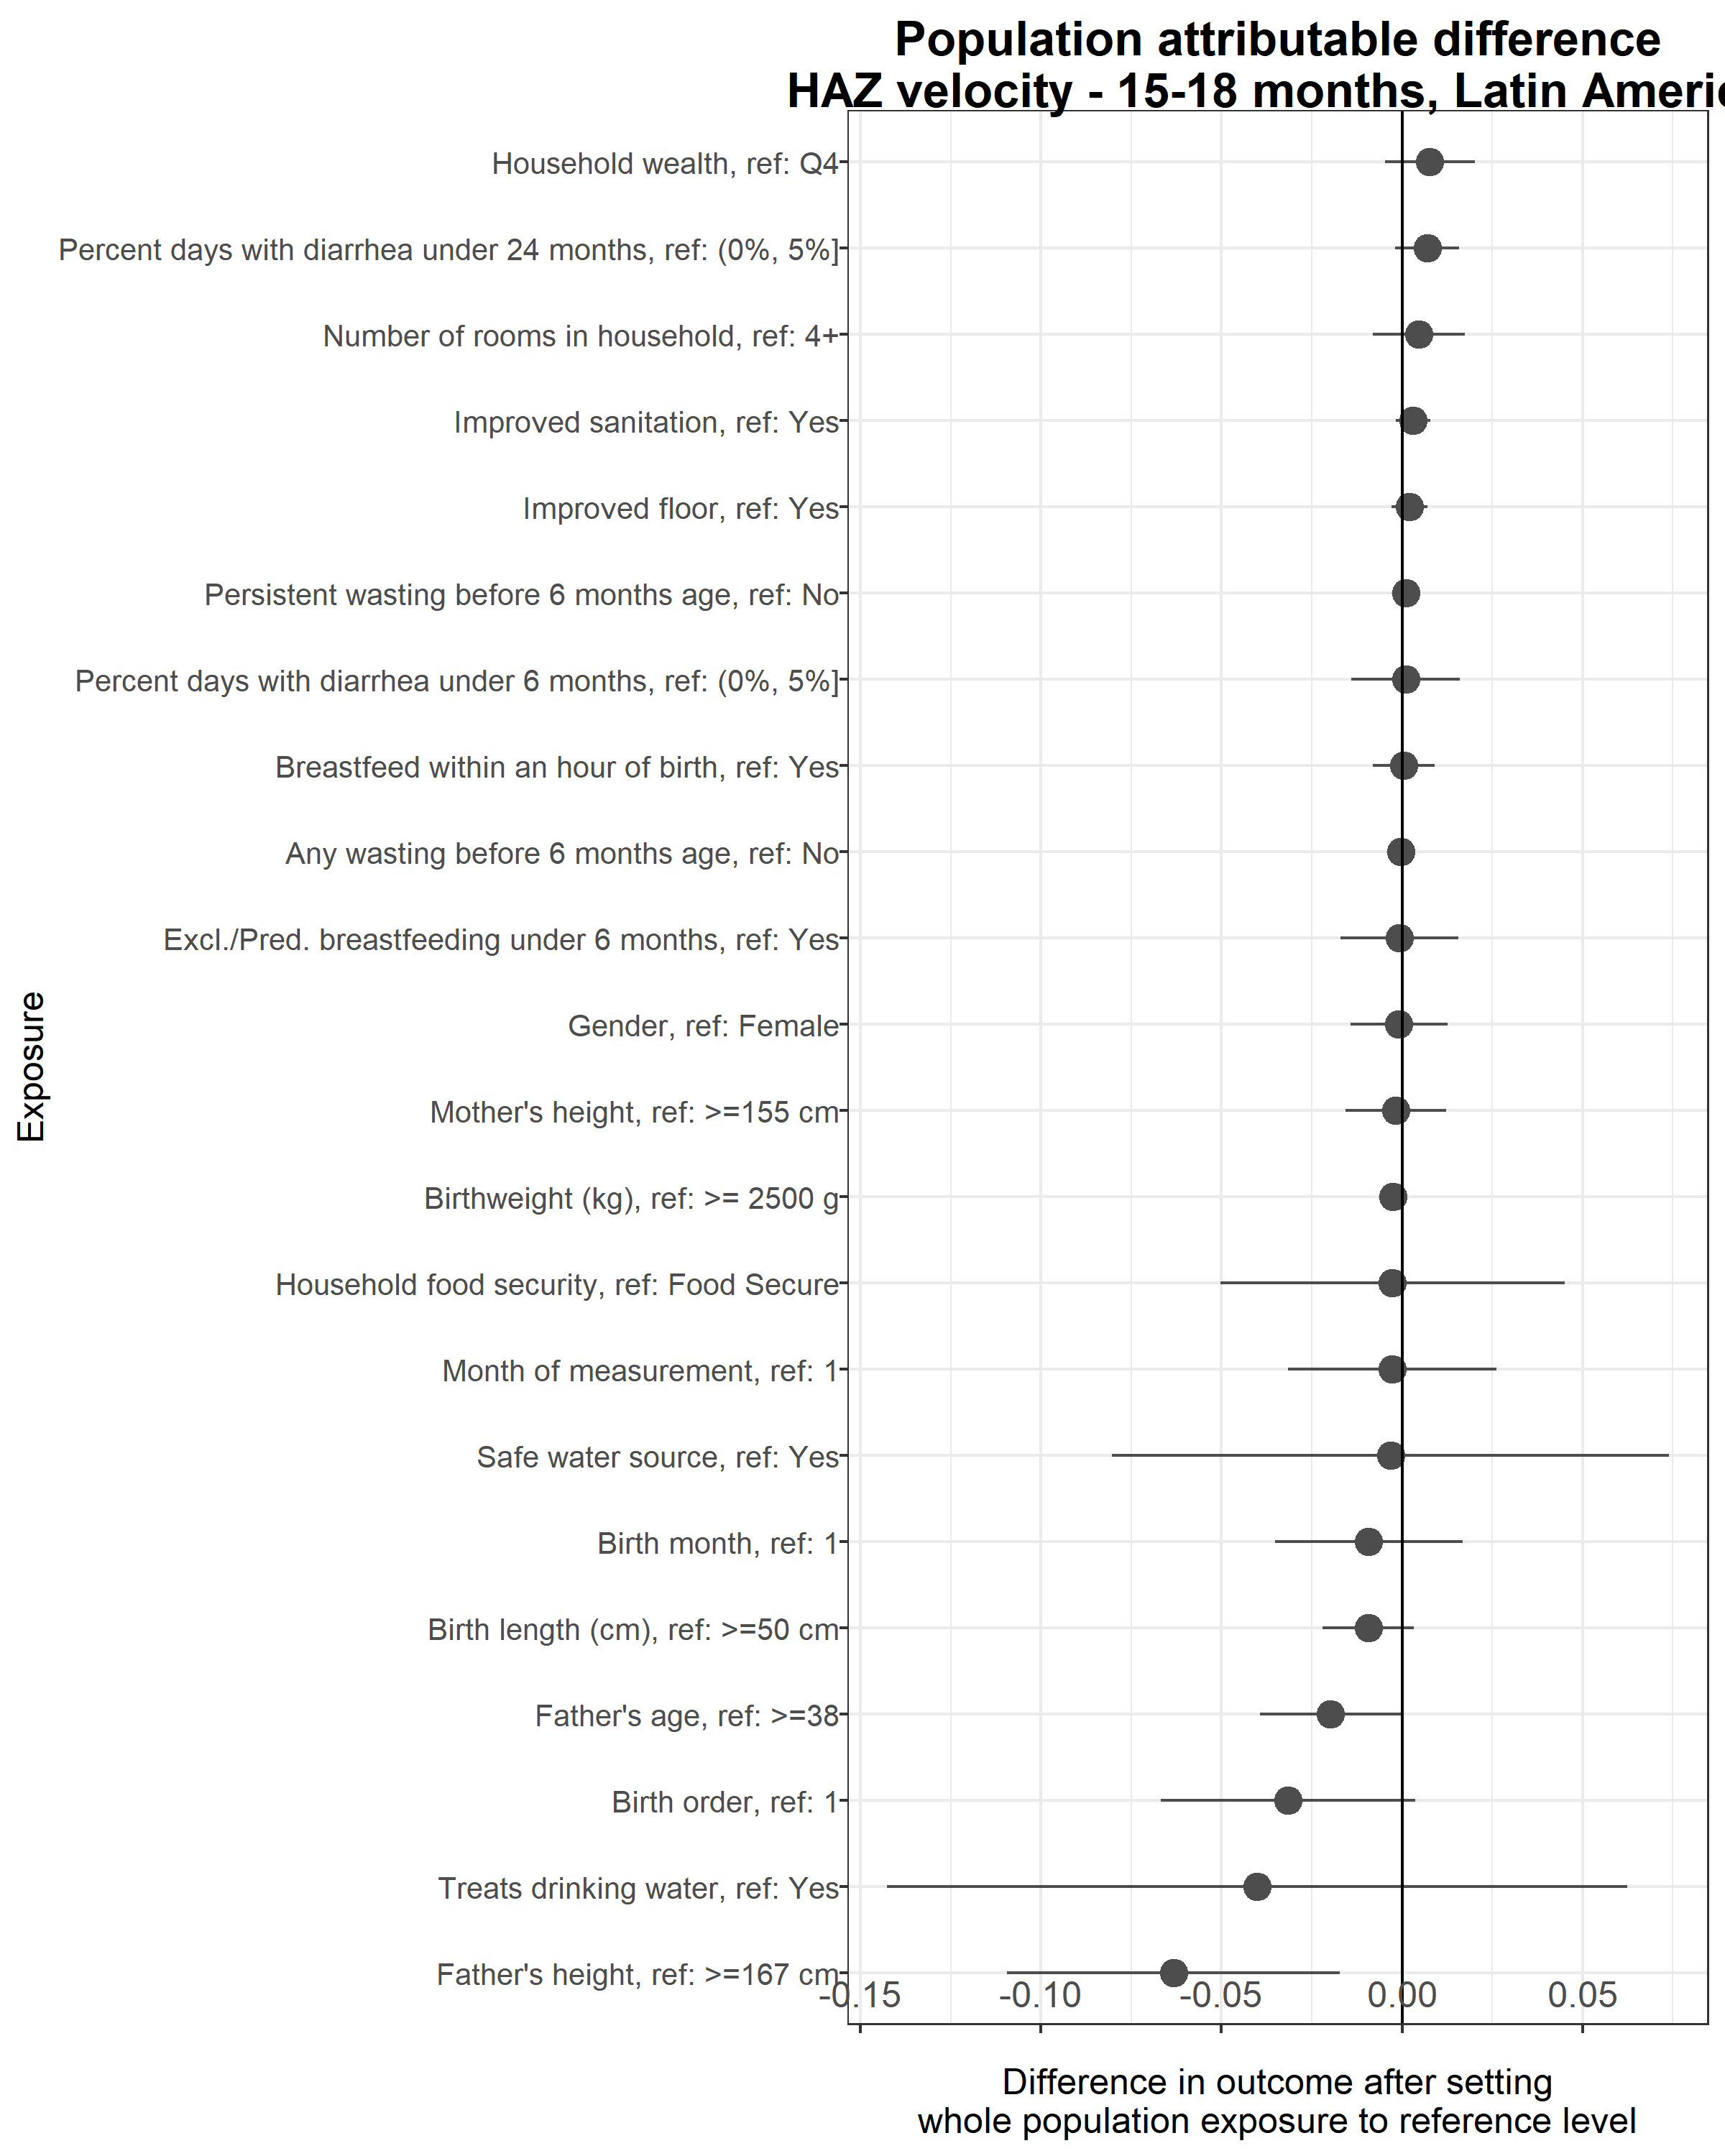 Population attributable difference
HAZ velocity - 15-18 months, Latin Americ
Household wealth, ref: Q4
Percent days with diarrhea under 24 months, ref: (0%, 5%]
Number of rooms in household, ref: 4+
Improved sanitation, ref: Yes
Improved floor, ref: Yes
Persistent wasting before 6 months age, ref: No
Percent days with diarrhea under 6 months, ref: (0%, 5%]
Breastfeed within an hour of birth, ref: Yes
Any wasting before 6 months age, ref: No
Excl./Pred. breastfeeding under 6 months, ref: Yes
Gender, ref: Female
Mother's height, ref: >=155 cm
Birthweight (kg), ref: >= 2500 g
Household food security, ref: Food Secure
Month of measurement, ref: 1
Safe water source, ref: Yes
Birth month, ref: 1
Birth length (cm), ref: >=50 cm
Father's age, ref: >=38
Birth order, ref: 1
Treats drinking water, ref: Yes
Father's height, ref: >=167 cm
Exposure
-0.15 -0.10 -0.05 0.00 0.05
Difference in outcome after setting
whole population exposure to reference level